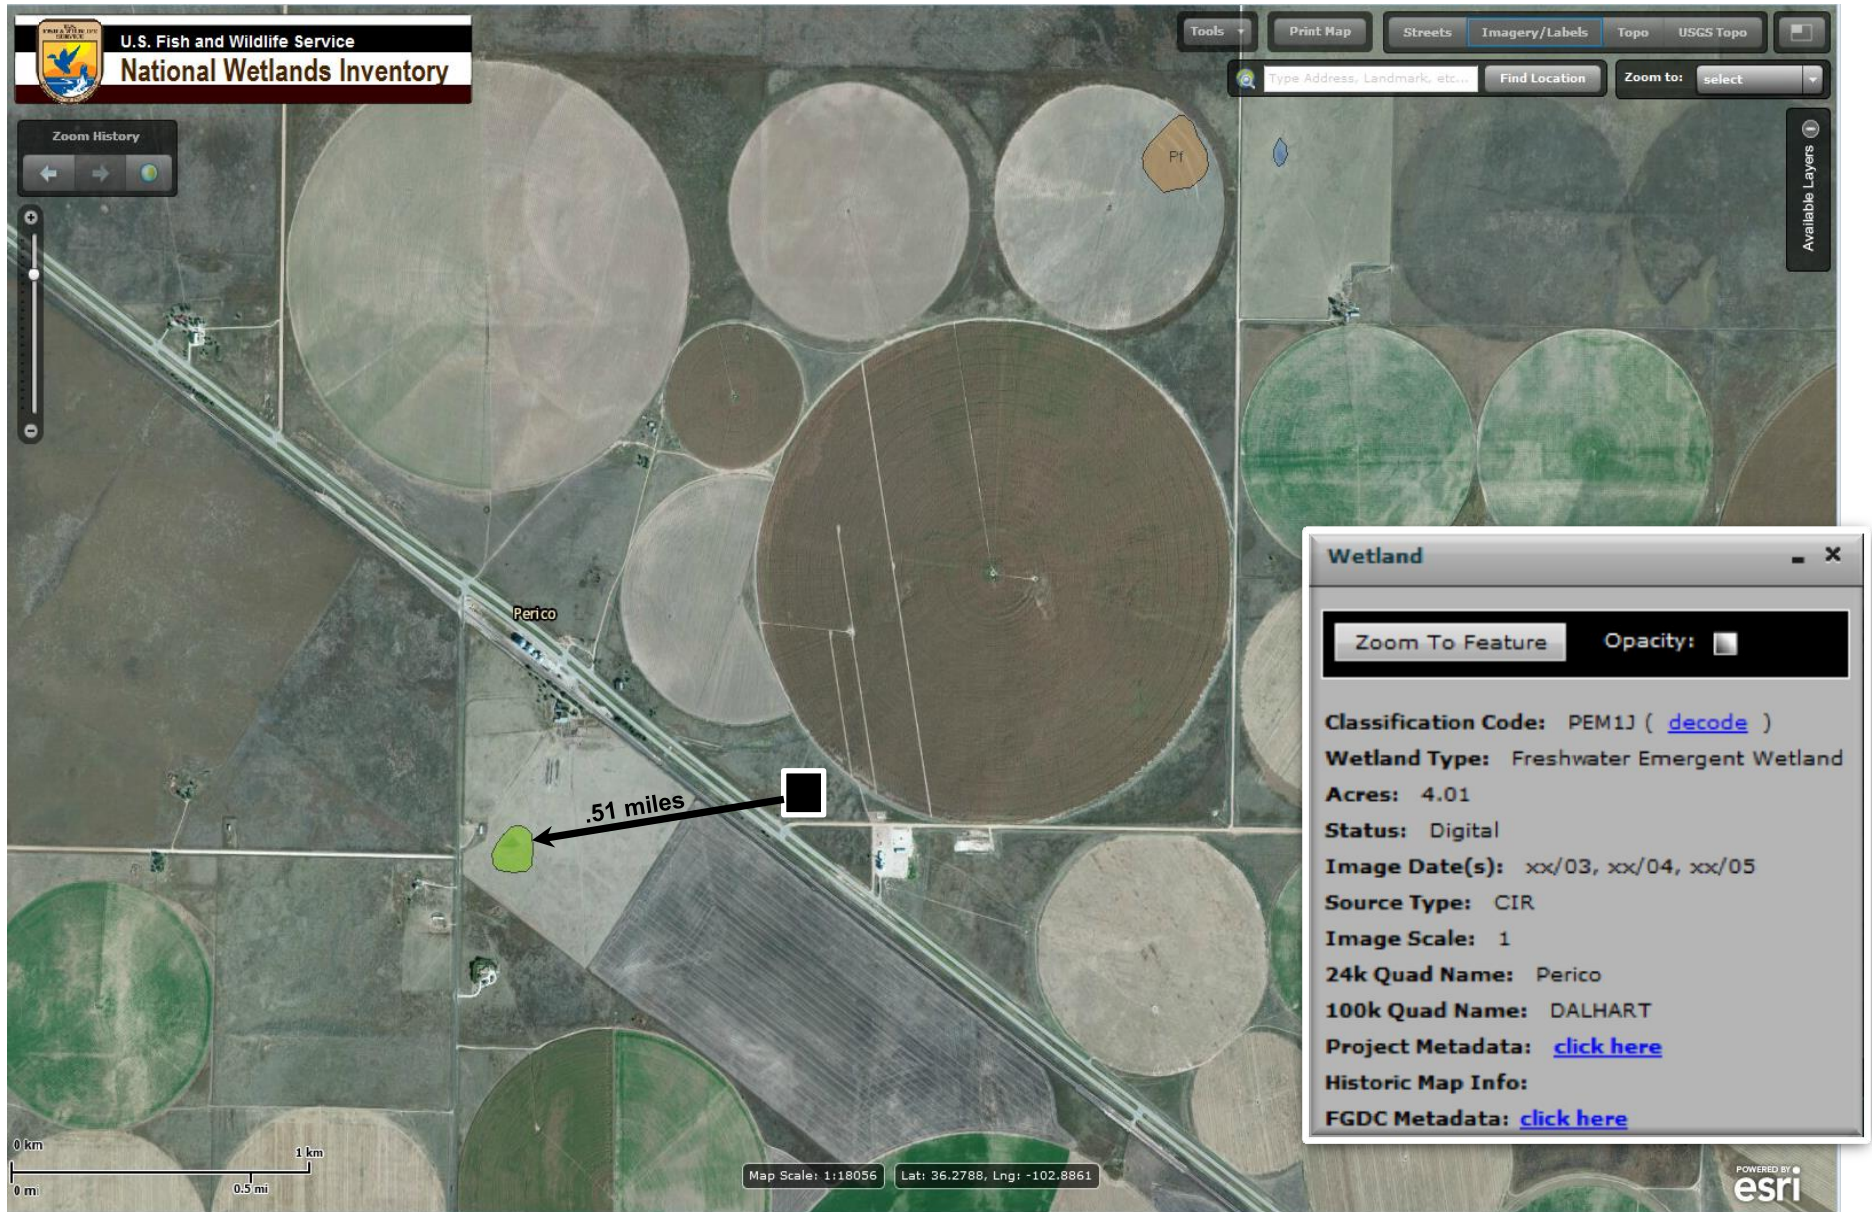 U.S. Fish and Wildlife Service
National Wetlands Inventory
Tools
Print Map
Streets
Imagery/Labels
Topo
USGS Topo
Type Address, Landmark, etc...
Find Location
Zoom to:
select
Zoom History
Available Layers
Pf
Perico
.51 miles
Wetland
Zoom To Feature
Opacity:
Classification Code: PEM1J ( decode )
Wetland Type: Freshwater Emergent Wetland
Acres: 4.01
Status: Digital
Image Date(s): xx/03, xx/04, xx/05
Source Type: CIR
Image Scale: 1
24k Quad Name: Perico
100k Quad Name: DALHART
Project Metadata: click here
Historic Map Info:
FGDC Metadata: click here
0 km
1 km
0 mi
0.5 mi
Map Scale: 1:18056
Lat: 36.2788, Lng: -102.8861
POWERED BY
esri